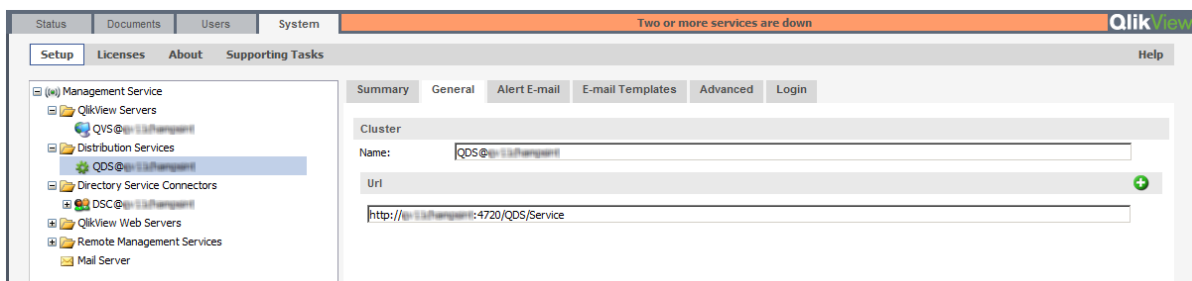 Status Documents Users System Two or more services are down QlikView
Setup Licenses About Supporting Tasks Help
Management Service
QlikView Servers
QVS@
Distribution Services
QDS@
Directory Service Connectors
DSC@
QlikView Web Servers
Remote Management Services
Mail Server
Summary General Alert E-mail E-mail Templates Advanced Login
Cluster
Name: QDS@
Url
http:// :4720/QDS/Service